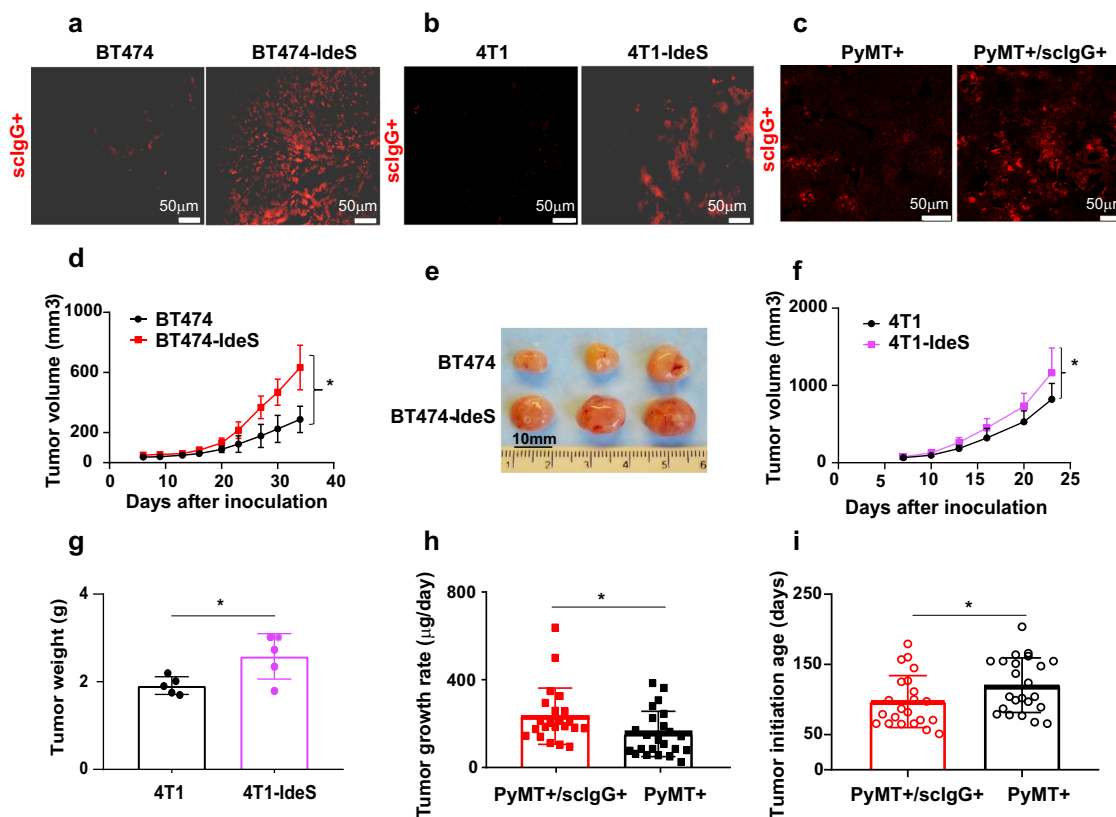 a
BT474 BT474-IdeS
scIgG+
50μm 50μm
b
4T1 4T1-IdeS
scIgG+
50μm 50μm
c
PyMT+ PyMT+/scIgG+
scIgG+
50μm 50μm
d
Tumor volume (mm3)
1000
600
200
0
BT474
BT474-IdeS
*
0 10 20 30 40
Days after inoculation
e
BT474
BT474-IdeS
10mm
1 2 3 4 5 6
f
Tumor volume (mm3)
2000
1000
0
4T1
4T1-IdeS
*
0 5 10 15 20 25
Days after inoculation
g
Tumor weight (g)
4
2
0
*
4T1 4T1-IdeS
h
Tumor growth rate (μg/day)
800
400
0
*
PyMT+/scIgG+ PyMT+
i
Tumor initiation age (days)
250
150
50
0
*
PyMT+/scIgG+ PyMT+